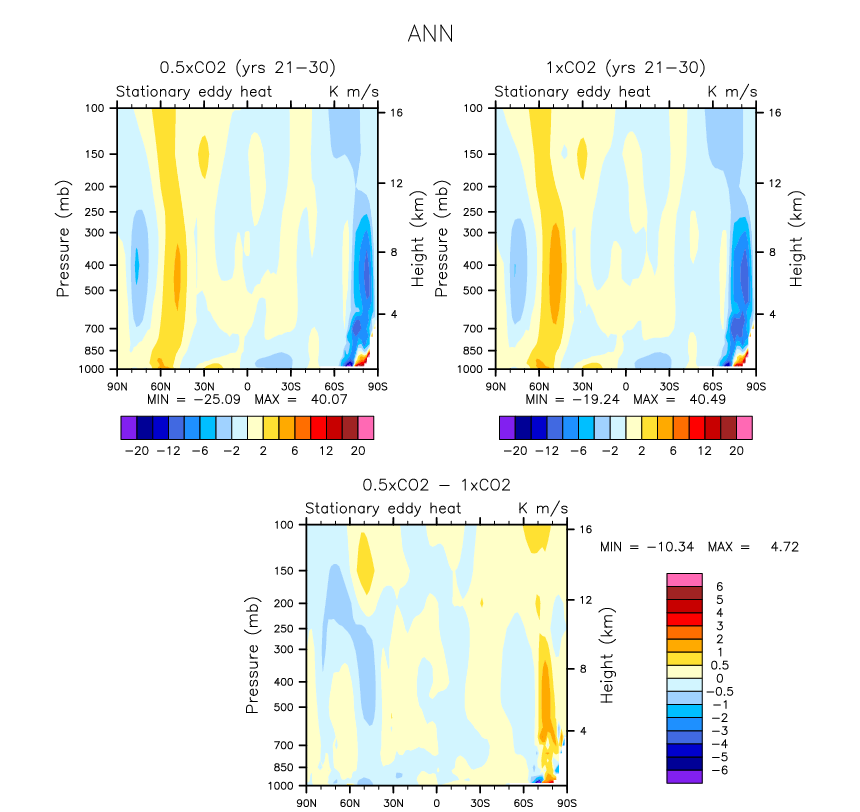 ANN
0.5xCO2 (yrs 21−30)
Stationary eddy heat K m/s
100
150
200
250
300
400
500
700
850
1000
Pressure (mb)
16
12
8
4
Height (km)
90N 60N 30N 0 30S 60S 90S
MIN = −25.09 MAX = 40.07
−20 −12 −6 −2 2 6 12 20
1xCO2 (yrs 21−30)
Stationary eddy heat K m/s
100
150
200
250
300
400
500
700
850
1000
Pressure (mb)
16
12
8
4
Height (km)
90N 60N 30N 0 30S 60S 90S
MIN = −19.24 MAX = 40.49
−20 −12 −6 −2 2 6 12 20
0.5xCO2 − 1xCO2
Stationary eddy heat K m/s
100
150
200
250
300
400
500
700
850
1000
Pressure (mb)
16
12
8
4
Height (km)
90N 60N 30N 0 30S 60S 90S
MIN = −10.34 MAX = 4.72
6
5
4
3
2
1
0.5
0
−0.5
−1
−2
−3
−4
−5
−6